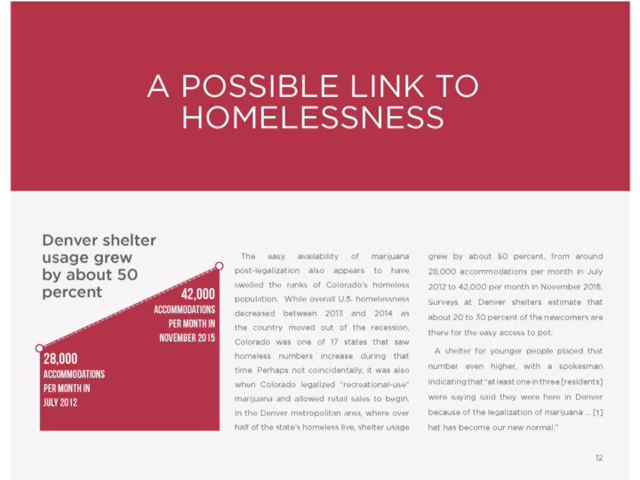 A POSSIBLE LINK TO
HOMELESSNESS
Denver shelter
usage grew
by about 50
percent
42,000
ACCOMMODATIONS
PER MONTH IN
NOVEMBER 2015
28,000
ACCOMMODATIONS
PER MONTH IN
JULY 2012
The easy availability of marijuana
post-legalization also appears to have
swelled the ranks of Colorado's homeless
population. While overall U.S. homelessness
decreased between 2013 and 2014 as
the country moved out of the recession,
Colorado was one of 17 states that saw
homeless numbers increase during that
time. Perhaps not coincidentally, it was also
when Colorado legalized "recreational-use"
marijuana and allowed retail sales to begin.
In the Denver metropolitan area, where over
half of the state's homeless live, shelter usage
grew by about 50 percent, from around
28,000 accommodations per month in July
2012 to 42,000 per month in November 2015.
Surveys at Denver shelters estimate that
about 20 to 30 percent of the newcomers are
there for the easy access to pot.
A shelter for younger people placed that
number even higher, with a spokesman
indicating that "at least one in three [residents]
were saying said they were here in Denver
because of the legalization of marijuana ... [t]
hat has become our new normal."
12